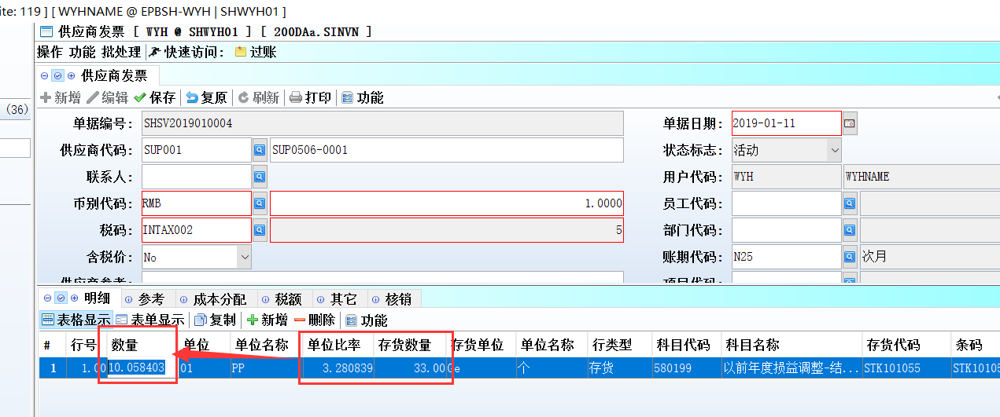 ite: 119 ] [ WYHNAME @ EPBSH-WYH | SHWYH01 ]
供应商发票 [ WYH @ SHWYH01 ] [ 200DAa.SINVN ]
操作 功能 批处理 快速访问: 过账
供应商发票
新增 编辑 保存 复原 刷新 打印 功能
(36)
单据编号: SHSV2019010004 单据日期: 2019-01-11
供应商代码: SUP001 SUP0506-0001 状态标志: 活动
联系人: 用户代码: WYH WYHNAME
币别代码: RMB 1.0000 员工代码:
税码: INTAX002 5 部门代码:
含税价: No 账期代码: N25 次月
供应商参考: 项目代码:
明细 参考 成本分配 税额 其它 核销
表格显示 表单显示 复制 新增 删除 功能
# 行号 数量 单位 单位名称 单位比率 存货数量 存货单位 单位名称 行类型 科目代码 科目名称 存货代码 条码
1 1.00 10.058403 01 PP 3.280839 33.00 Ge 个 存货 580199 以前年度损益调整-结... STK101055 STK10105